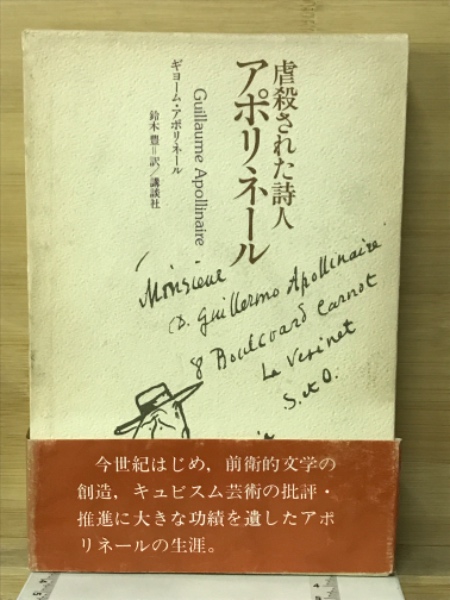 虐殺された詩人
アポリネール
Guillaume Apollinaire
ギヨーム・アポリネール
鈴木 豊＝訳／講談社
Monsieur
D. Guillermo Apollinaire
8 Boulevard Carnot
Le Vesinet
S. et O.
今世紀はじめ，前衛的文学の
創造，キュビスム芸術の批評・
推進に大きな功績を遺したアポ
リネールの生涯。